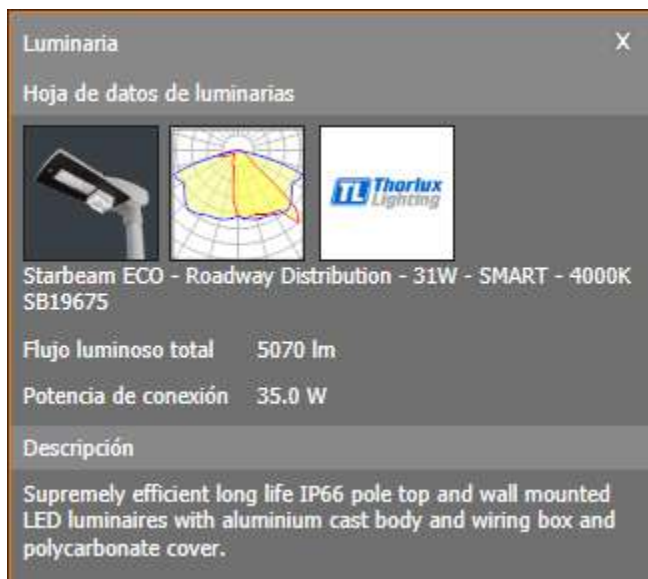 Luminaria X
Hoja de datos de luminarias
TL Thorlux
Lighting
Starbeam ECO - Roadway Distribution - 31W - SMART - 4000K
SB19675
Flujo luminoso total 5070 lm
Potencia de conexión 35.0 W
Descripción
Supremely efficient long life IP66 pole top and wall mounted
LED luminaires with aluminium cast body and wiring box and
polycarbonate cover.